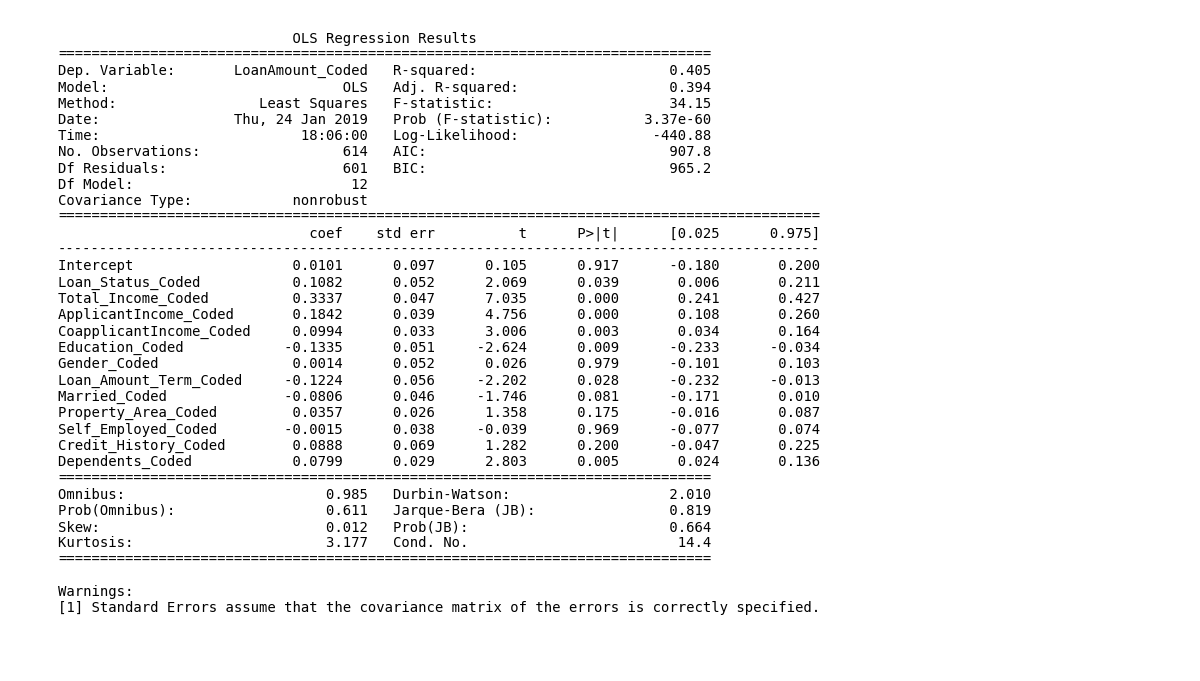 OLS Regression Results
==============================================================================
Dep. Variable:       LoanAmount_Coded   R-squared:                       0.405
Model:                            OLS   Adj. R-squared:                  0.394
Method:                 Least Squares   F-statistic:                     34.15
Date:                Thu, 24 Jan 2019   Prob (F-statistic):           3.37e-60
Time:                        18:06:00   Log-Likelihood:                -440.88
No. Observations:                 614   AIC:                             907.8
Df Residuals:                     601   BIC:                             965.2
Df Model:                          12
Covariance Type:            nonrobust
===========================================================================================
                              coef    std err          t      P>|t|      [0.025      0.975]
-------------------------------------------------------------------------------------------
Intercept                   0.0101      0.097      0.105      0.917      -0.180       0.200
Loan_Status_Coded           0.1082      0.052      2.069      0.039       0.006       0.211
Total_Income_Coded          0.3337      0.047      7.035      0.000       0.241       0.427
ApplicantIncome_Coded       0.1842      0.039      4.756      0.000       0.108       0.260
CoapplicantIncome_Coded     0.0994      0.033      3.006      0.003       0.034       0.164
Education_Coded            -0.1335      0.051     -2.624      0.009      -0.233      -0.034
Gender_Coded                0.0014      0.052      0.026      0.979      -0.101       0.103
Loan_Amount_Term_Coded     -0.1224      0.056     -2.202      0.028      -0.232      -0.013
Married_Coded              -0.0806      0.046     -1.746      0.081      -0.171       0.010
Property_Area_Coded         0.0357      0.026      1.358      0.175      -0.016       0.087
Self_Employed_Coded        -0.0015      0.038     -0.039      0.969      -0.077       0.074
Credit_History_Coded        0.0888      0.069      1.282      0.200      -0.047       0.225
Dependents_Coded            0.0799      0.029      2.803      0.005       0.024       0.136
==============================================================================
Omnibus:                        0.985   Durbin-Watson:                   2.010
Prob(Omnibus):                  0.611   Jarque-Bera (JB):                0.819
Skew:                           0.012   Prob(JB):                        0.664
Kurtosis:                       3.177   Cond. No.                         14.4
==============================================================================
Warnings:
[1] Standard Errors assume that the covariance matrix of the errors is correctly specified.